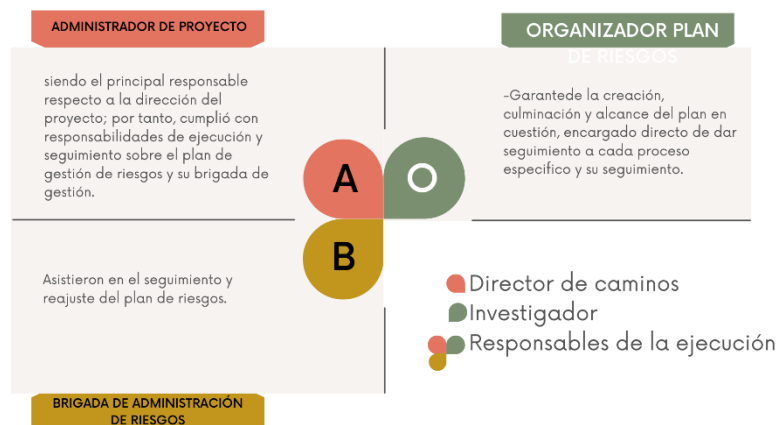 ADMINISTRADOR DE PROYECTO
siendo el principal responsable
respecto a la dirección del
proyecto; por tanto, cumplió con
responsabilidades de ejecución y
seguimiento sobre el plan de
gestión de riesgos y su brigada de
gestión.
ORGANIZADOR PLAN
DE RIESGOS
-Garantede la creación,
culminación y alcance del plan en
cuestión, encargado directo de dar
seguimiento a cada proceso
especifico y su seguimiento.
A
O
B
Asistieron en el seguimiento y
reajuste del plan de riesgos.
BRIGADA DE ADMINISTRACIÓN
DE RIESGOS
Director de caminos
Investigador
Responsables de la ejecución